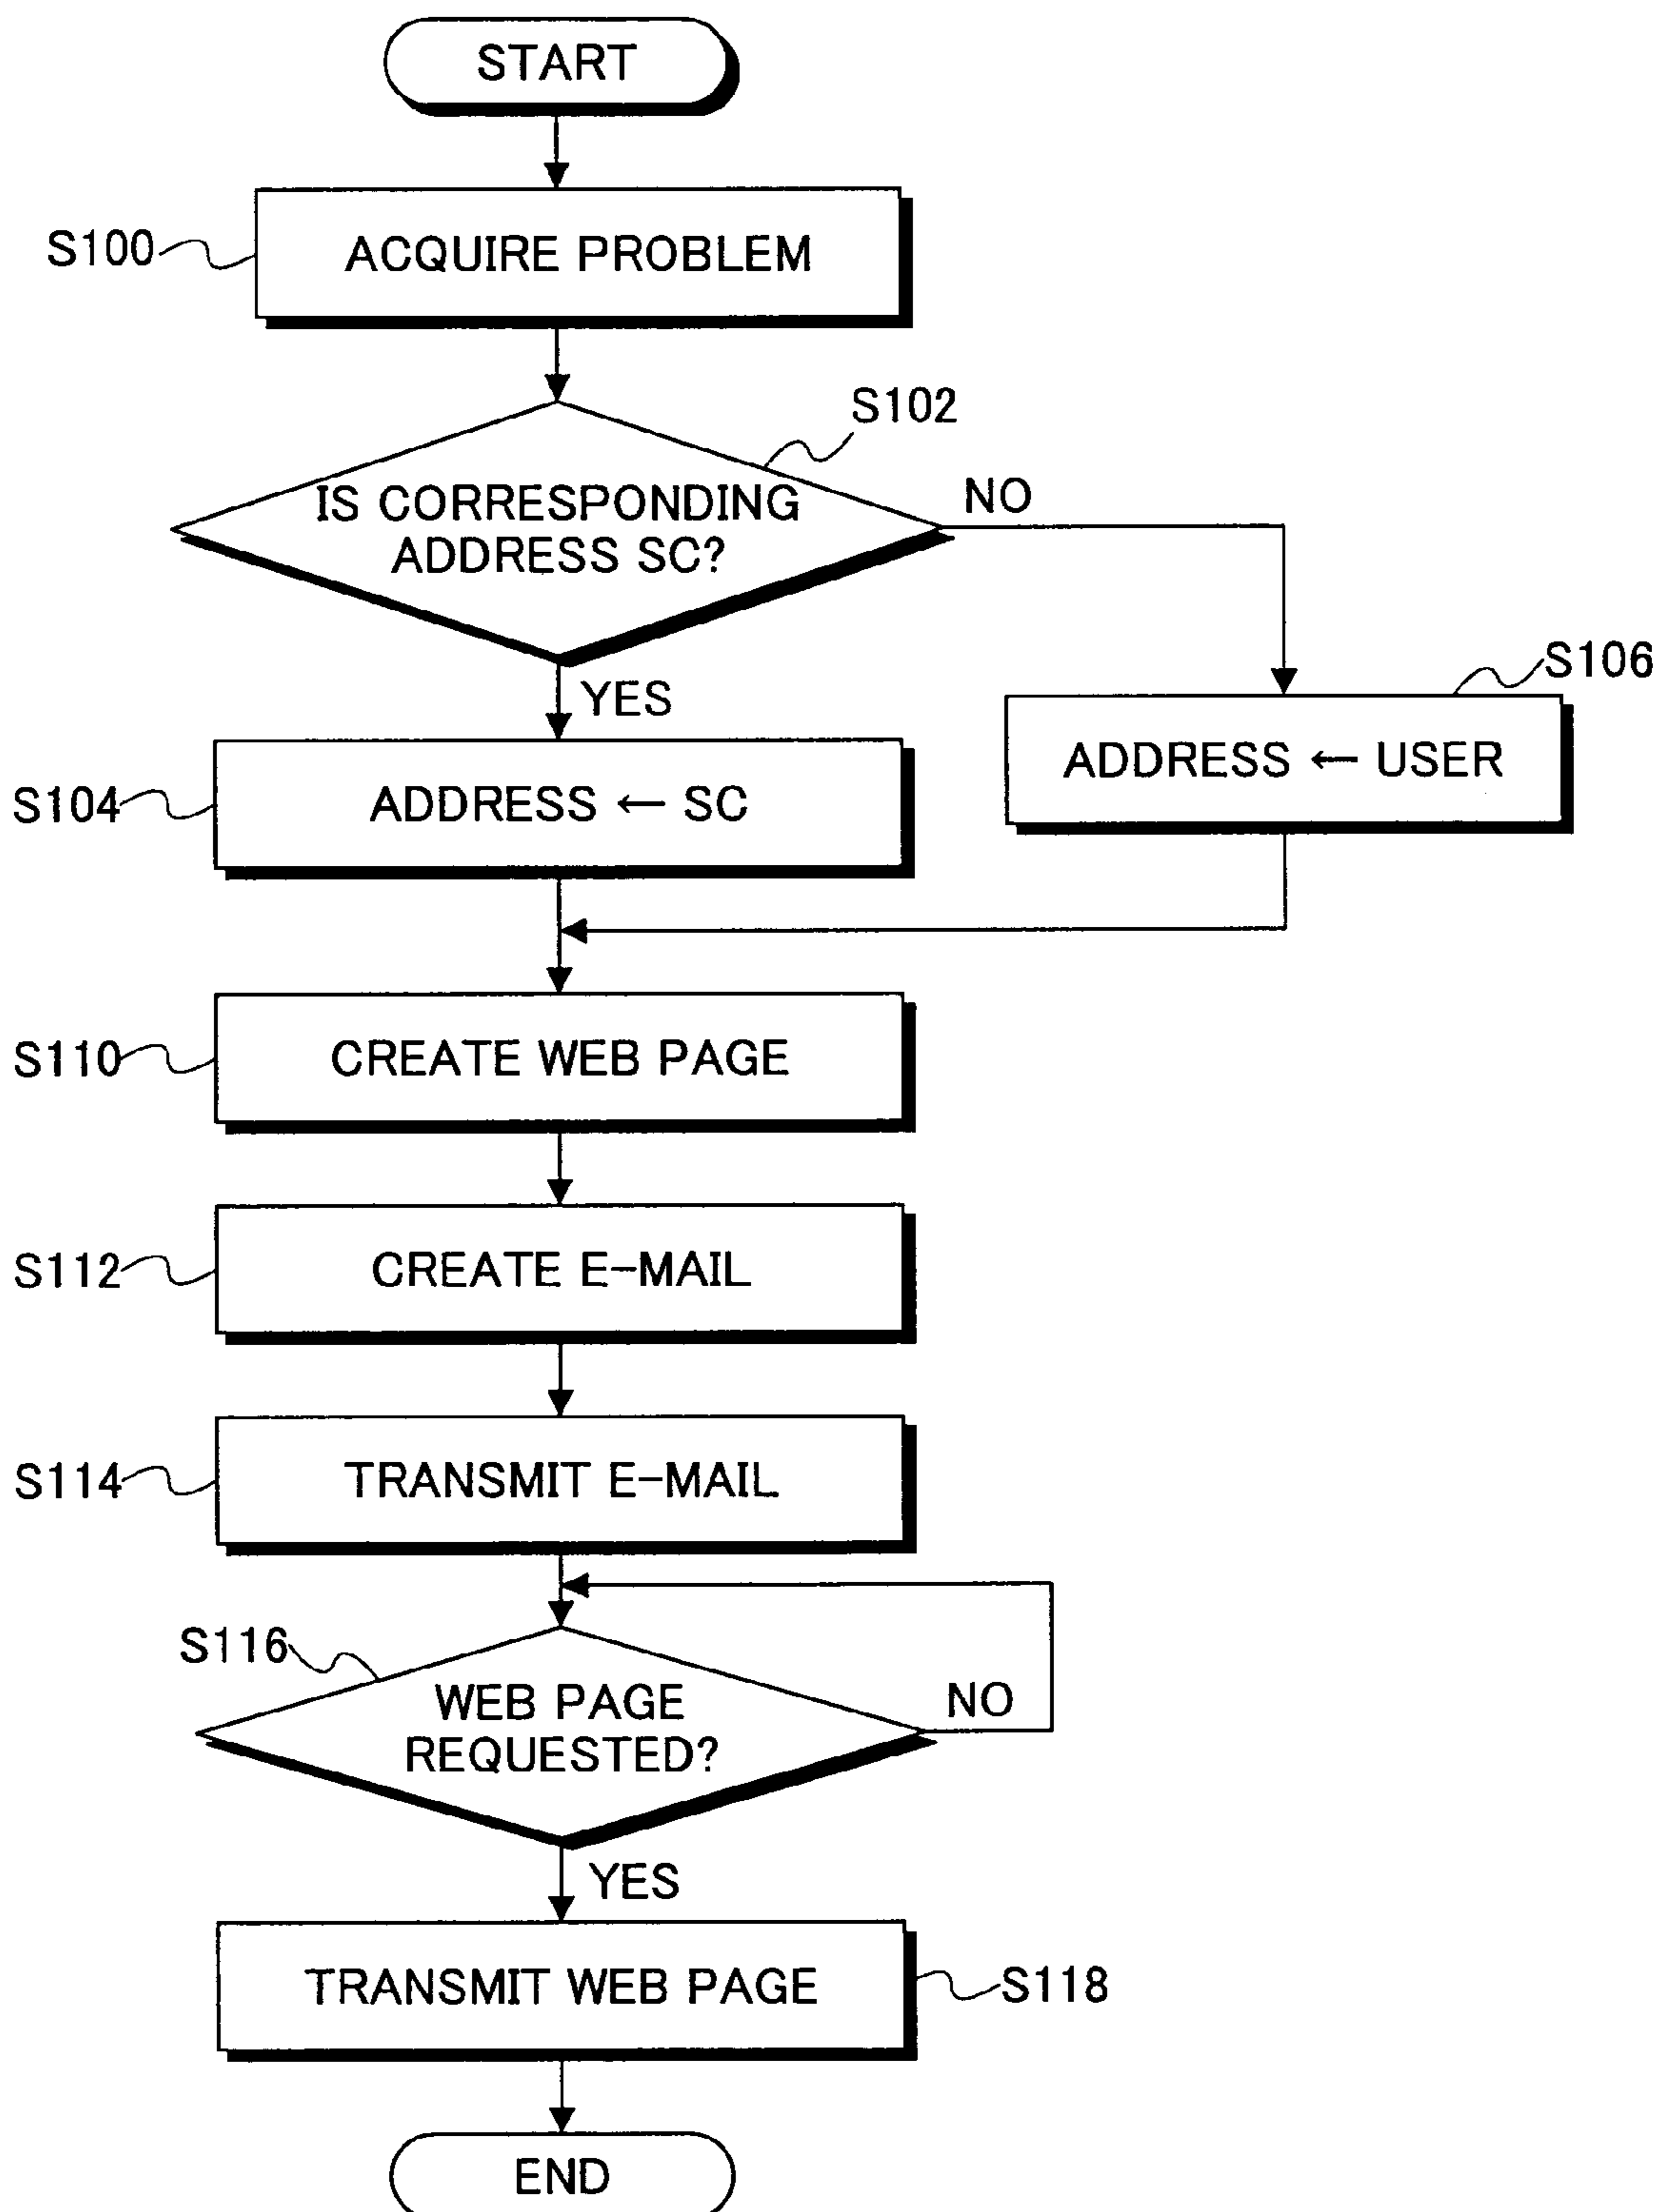 START
S100
ACQUIRE PROBLEM
S102
IS CORRESPONDING
ADDRESS SC?
NO
YES
S106
ADDRESS ← USER
S104
ADDRESS ← SC
S110
CREATE WEB PAGE
S112
CREATE E-MAIL
S114
TRANSMIT E-MAIL
S116
WEB PAGE
REQUESTED?
NO
YES
TRANSMIT WEB PAGE
S118
END